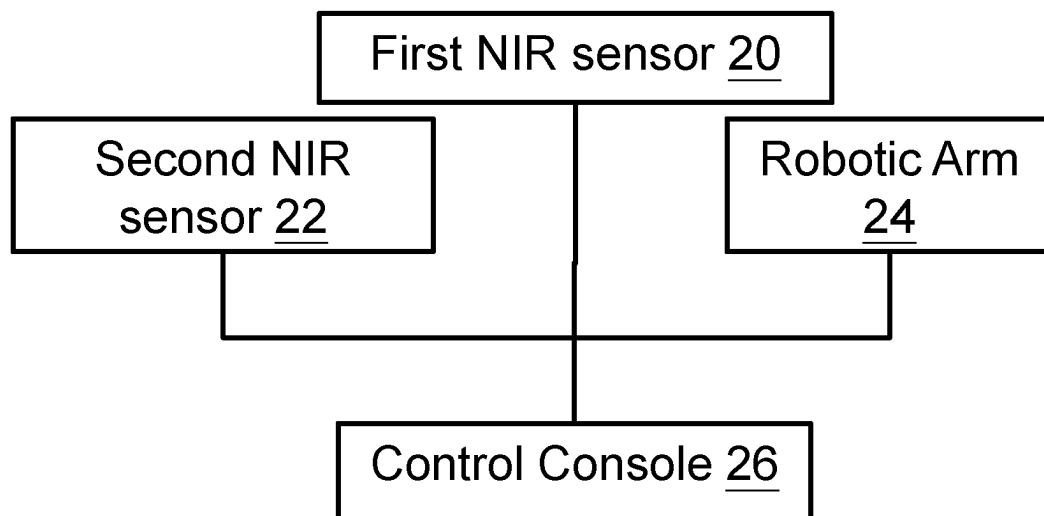 First NIR sensor 20
Second NIR
sensor 22
Robotic Arm
24
Control Console 26